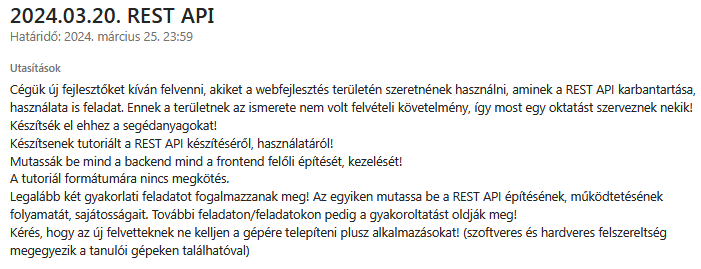 2024.03.20. REST API
Határidő: 2024. március 25. 23:59
Utasítások
Cégük új fejlesztőket kíván felvenni, akiket a webfejlesztés területén szeretnének használni, aminek a REST API karbantartása,
használata is feladat. Ennek a területnek az ismerete nem volt felvételi követelmény, így most egy oktatást szerveznek nekik!
Készítsék el ehhez a segédanyagokat!
Készítsenek tutoriált a REST API készítéséről, használatáról!
Mutassák be mind a backend mind a frontend felőli építését, kezelését!
A tutoriál formátumára nincs megkötés.
Legalább két gyakorlati feladatot fogalmazzanak meg! Az egyiken mutassa be a REST API építésének, működtetésének
folyamatát, sajátosságait. További feladaton/feladatokon pedig a gyakoroltatást oldják meg!
Kérés, hogy az új felvetteknek ne kelljen a gépére telepíteni plusz alkalmazásokat! (szoftveres és hardveres felszereltség
megegyezik a tanulói gépeken találhatóval)